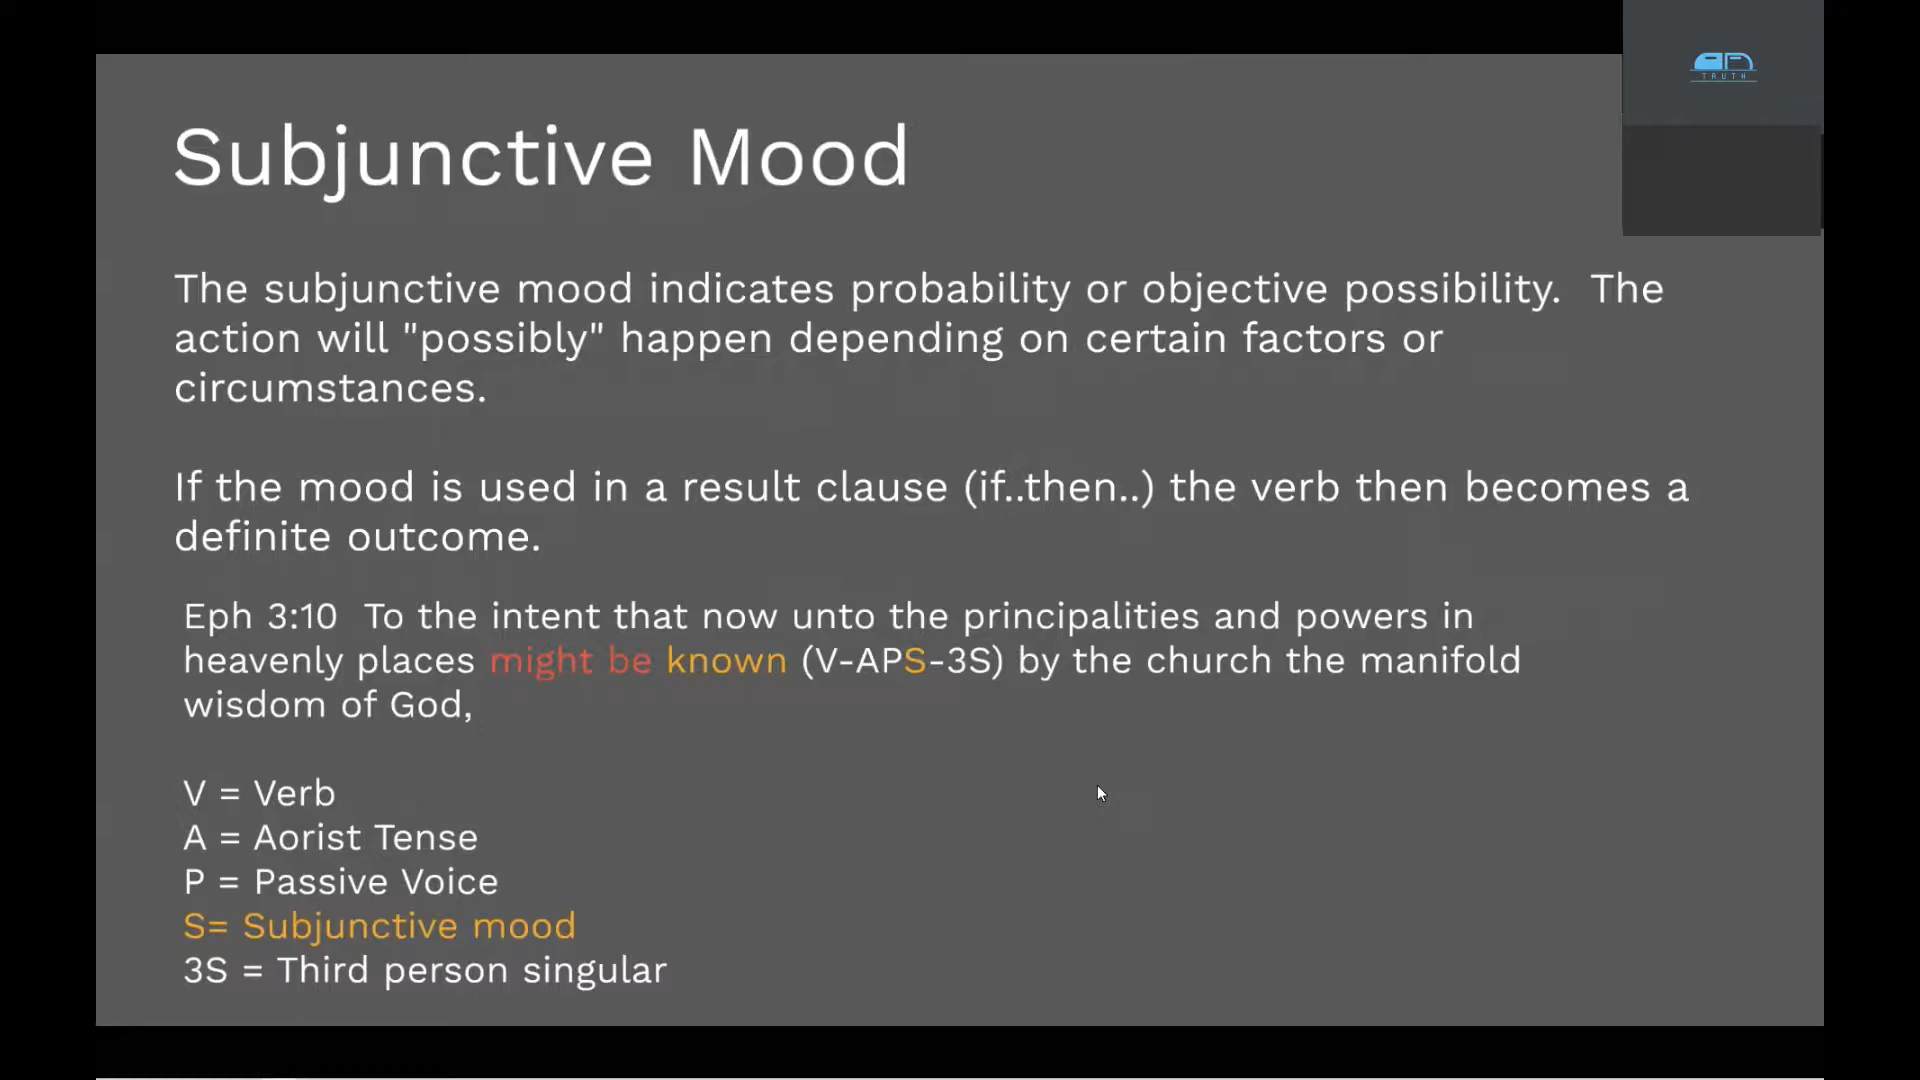 TRUTH
Subjunctive Mood
The subjunctive mood indicates probability or objective possibility.  The
action will "possibly" happen depending on certain factors or
circumstances.
If the mood is used in a result clause (if..then..) the verb then becomes a
definite outcome.
Eph 3:10  To the intent that now unto the principalities and powers in
heavenly places might be known (V-APS-3S) by the church the manifold
wisdom of God,
V = Verb
A = Aorist Tense
P = Passive Voice
S= Subjunctive mood
3S = Third person singular